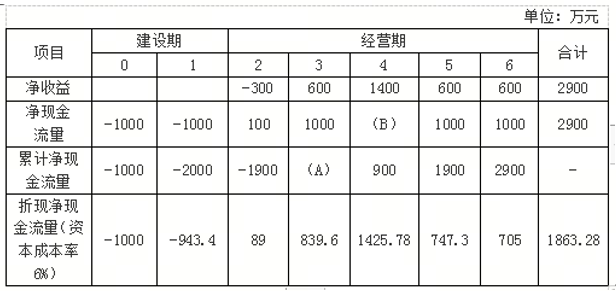 单位：万元
项目 建设期 经营期 合计
0 1 2 3 4 5 6
净收益 -300 600 1400 600 600 2900
净现金
流量 -1000 -1000 100 1000 (B) 1000 1000 2900
累计净现
金流量 -1000 -2000 -1900 (A) 900 1900 2900 -
折现净现
金流量(资
本成本率
6%) -1000 -943.4 89 839.6 1425.78 747.3 705 1863.28